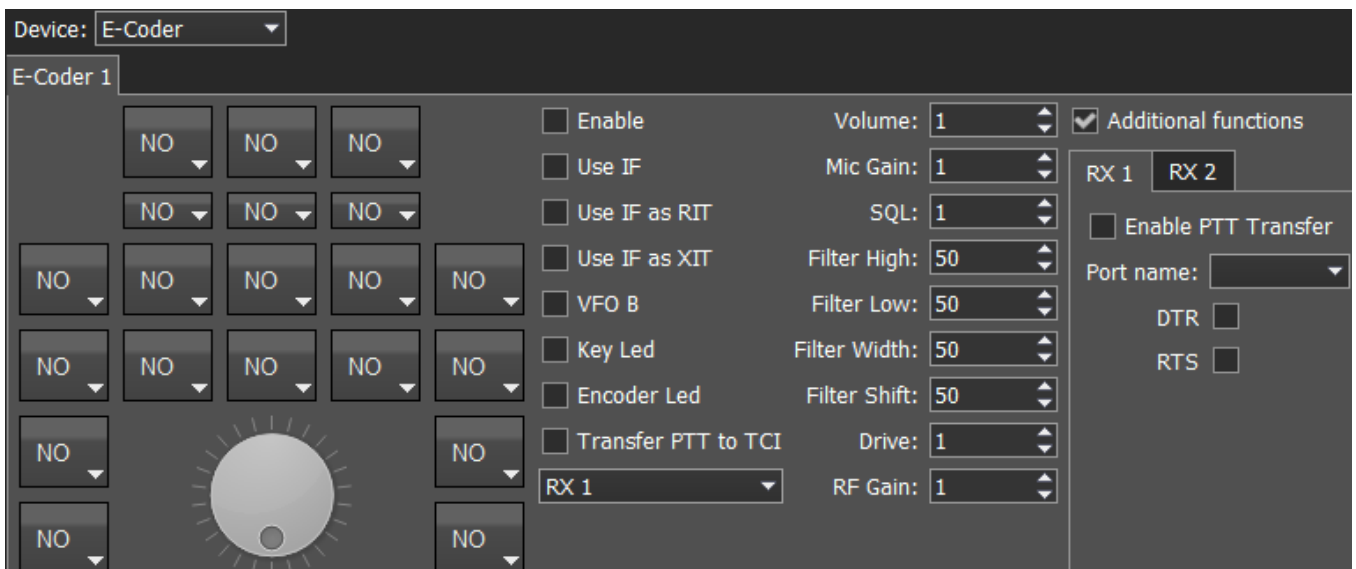 Device: E-Coder
E-Coder 1
NO NO NO
NO NO NO
NO NO NO NO NO
NO NO NO NO NO
NO NO
NO NO
Enable
Use IF
Use IF as RIT
Use IF as XIT
VFO B
Key Led
Encoder Led
Transfer PTT to TCI
RX 1
Volume: 1
Mic Gain: 1
SQL: 1
Filter High: 50
Filter Low: 50
Filter Width: 50
Filter Shift: 50
Drive: 1
RF Gain: 1
Additional functions
RX 1 RX 2
Enable PTT Transfer
Port name:
DTR
RTS